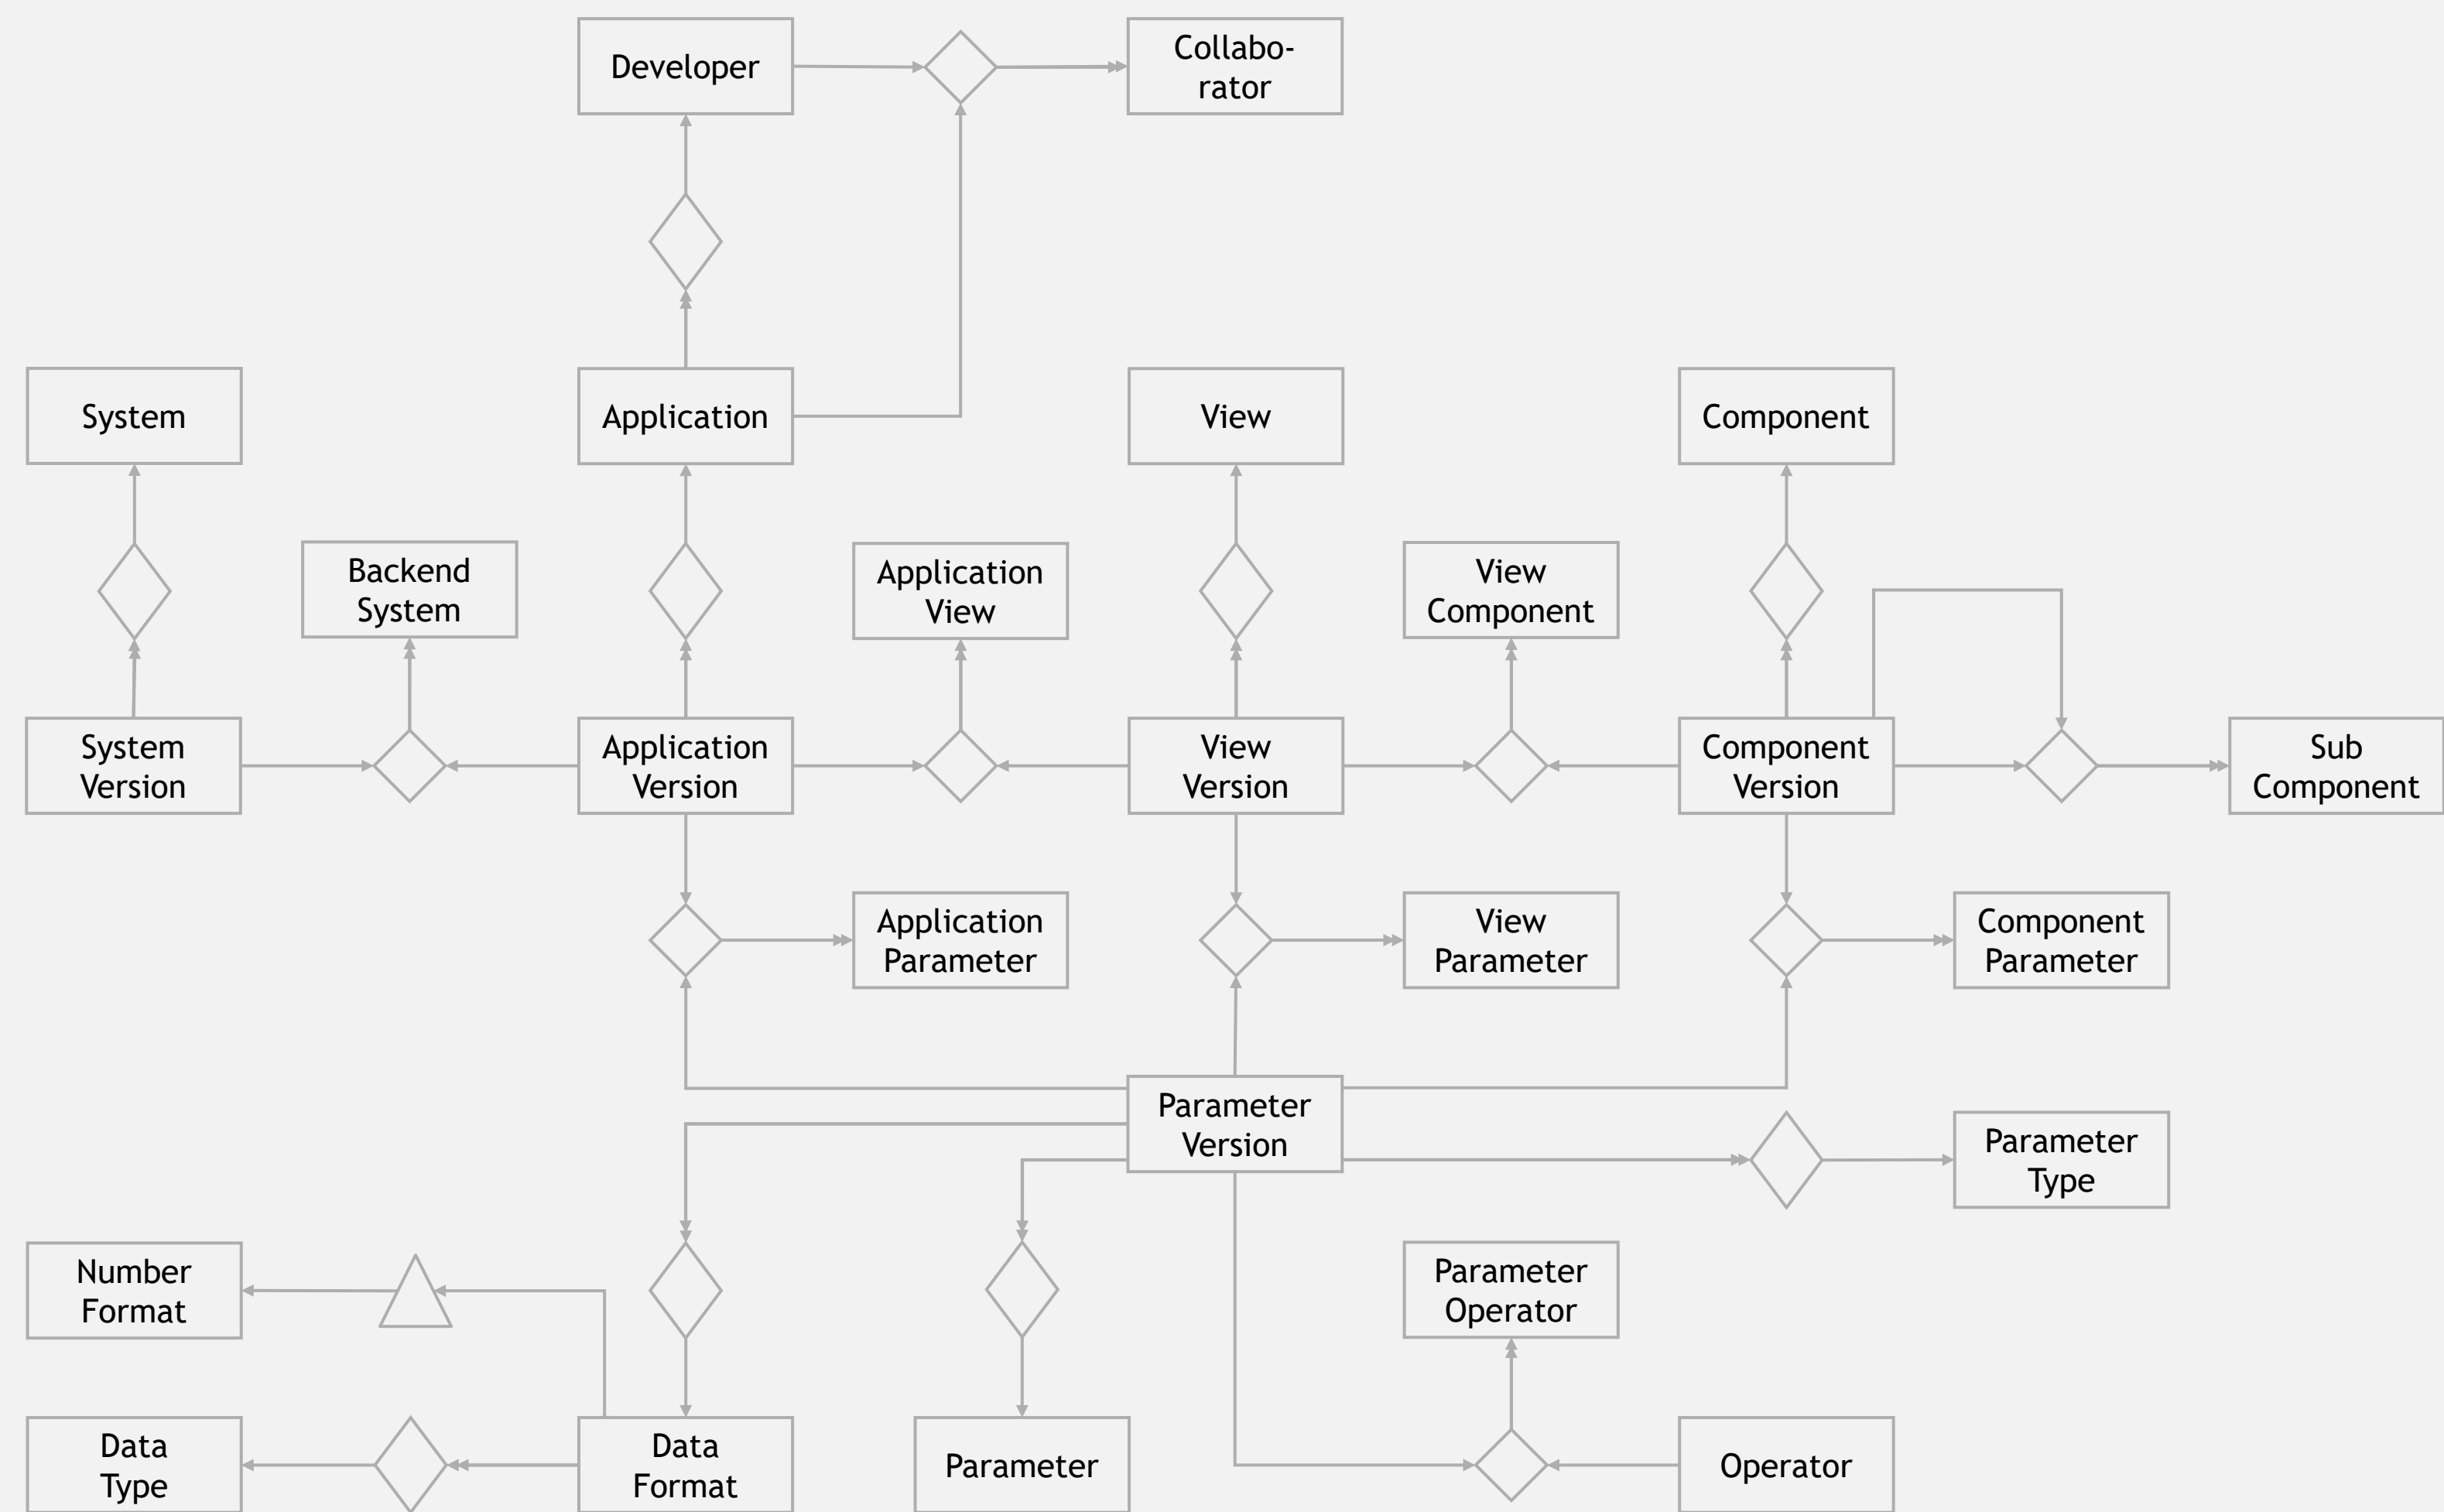 Developer
Collabo-
rator
System
Application
View
Component
Backend
System
Application
View
View
Component
System
Version
Application
Version
View
Version
Component
Version
Sub
Component
Application
Parameter
View
Parameter
Component
Parameter
Parameter
Version
Parameter
Type
Number
Format
Parameter
Operator
Data
Type
Data
Format
Parameter
Operator